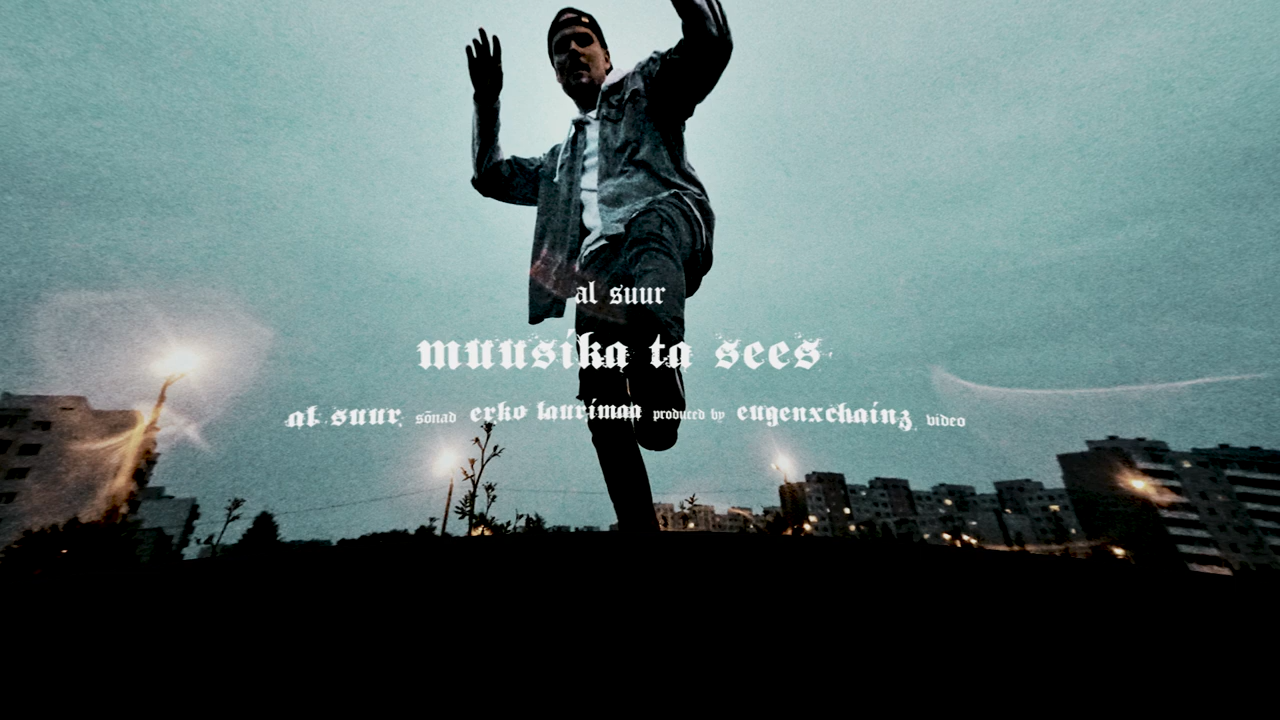 al suur
muusika ta sees
al suur sõnad erko lauriman produced by eugenxchainz video